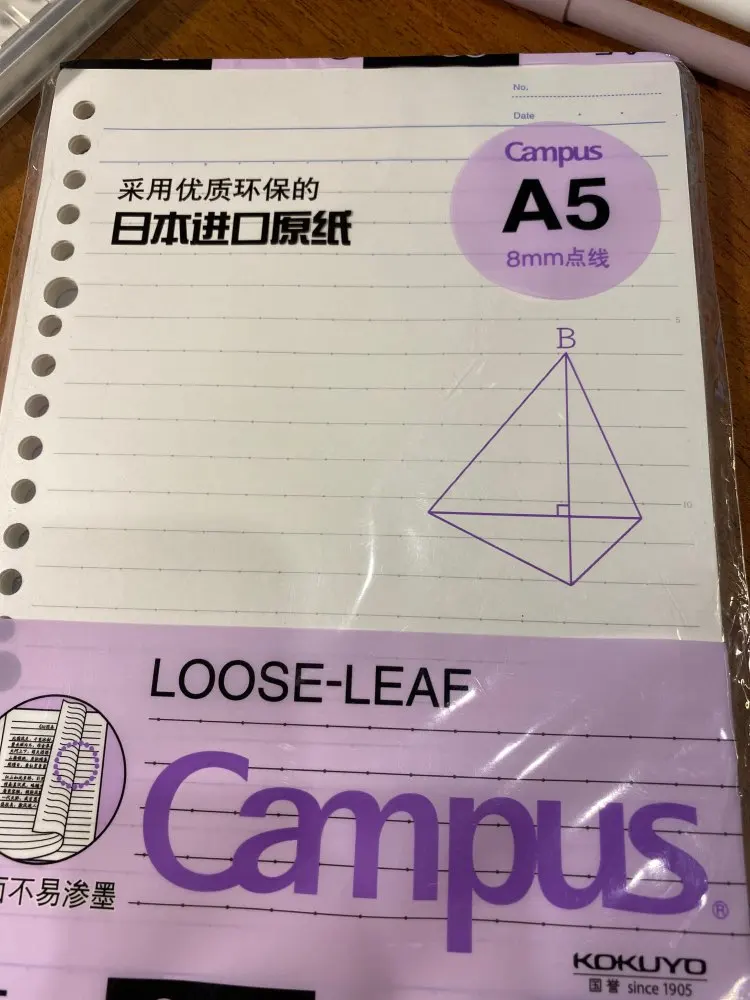 No.
Date
Campus
A5
8mm点线
采用优质环保的
日本进口原纸
5
B
10
LOOSE-LEAF
Campus®
不易渗墨
KOKUYO
国誉 since 1905